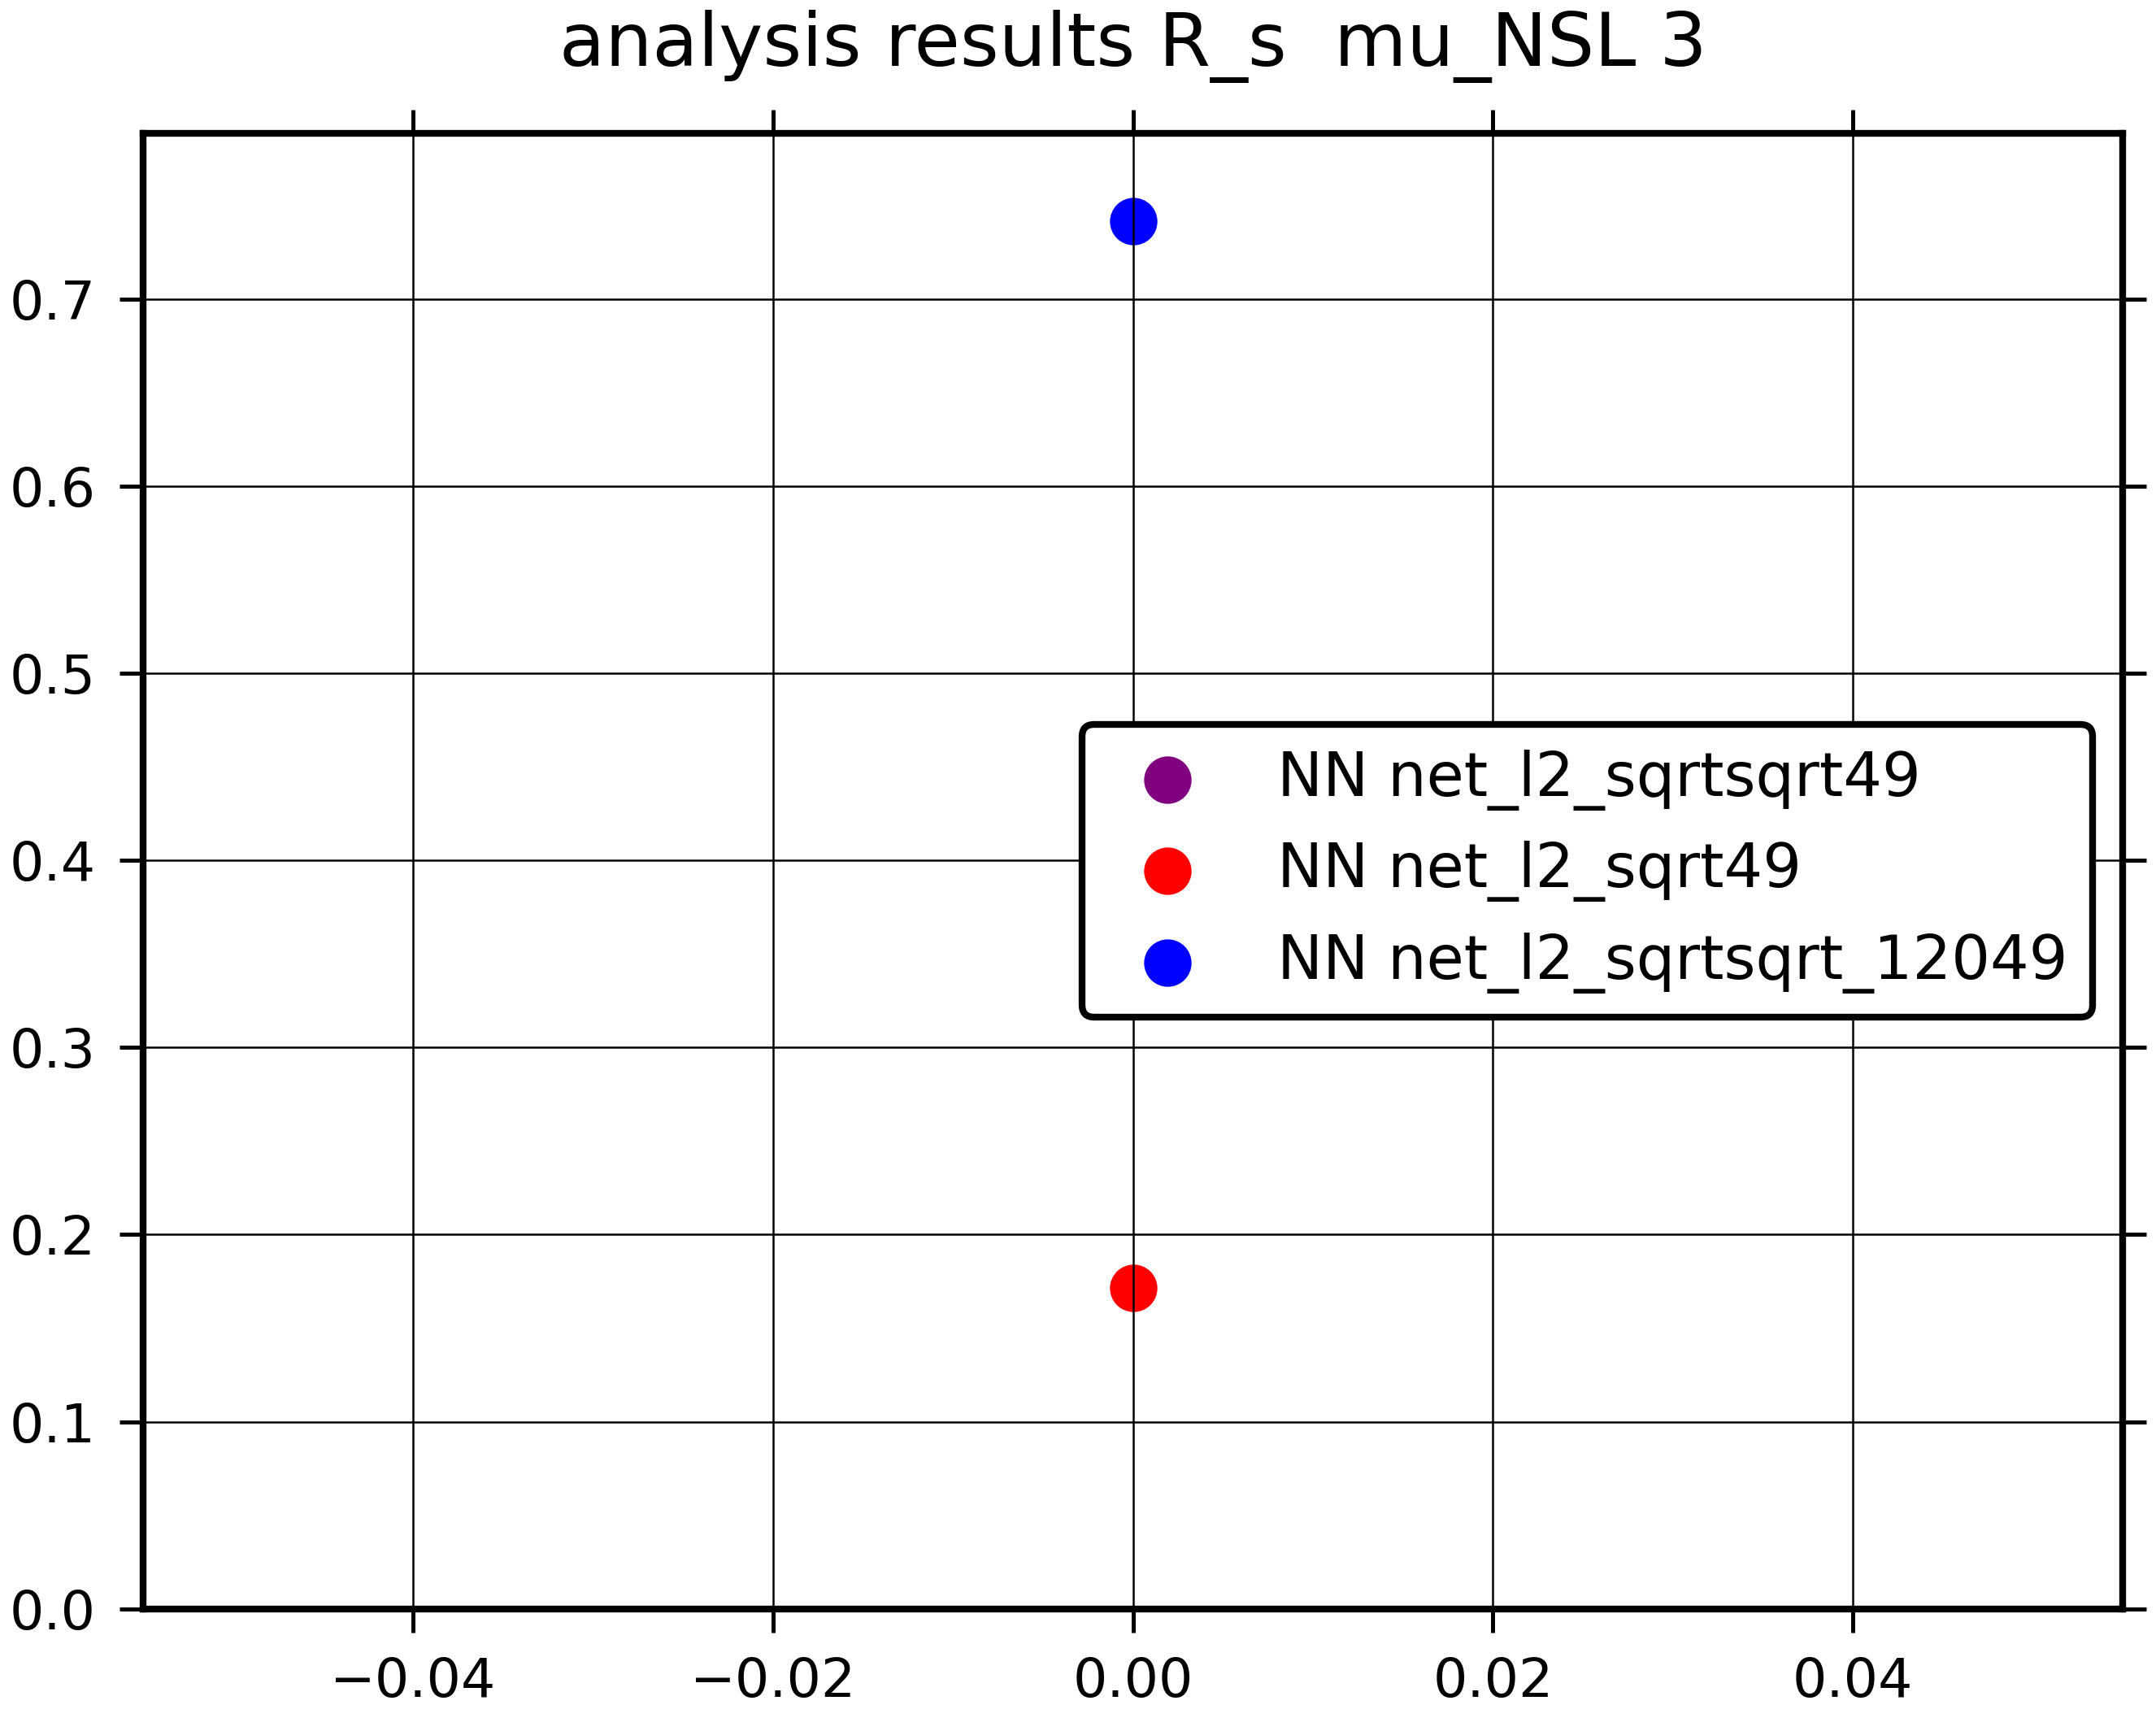 analysis results R_s  mu_NSL 3
0.7
0.6
0.5
0.4
0.3
0.2
0.1
0.0
NN net_l2_sqrtsqrt49
NN net_l2_sqrt49
NN net_l2_sqrtsqrt_12049
−0.04 −0.02 0.00 0.02 0.04